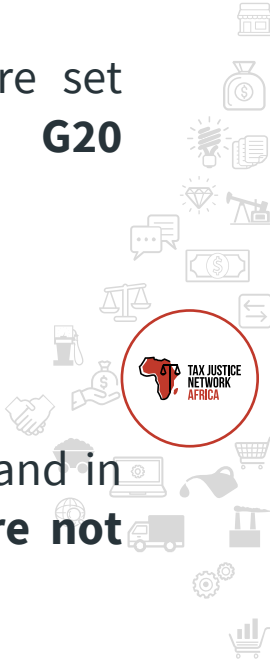 re set
G20
TAX JUSTICE
NETWORK
AFRICA
and in
re not